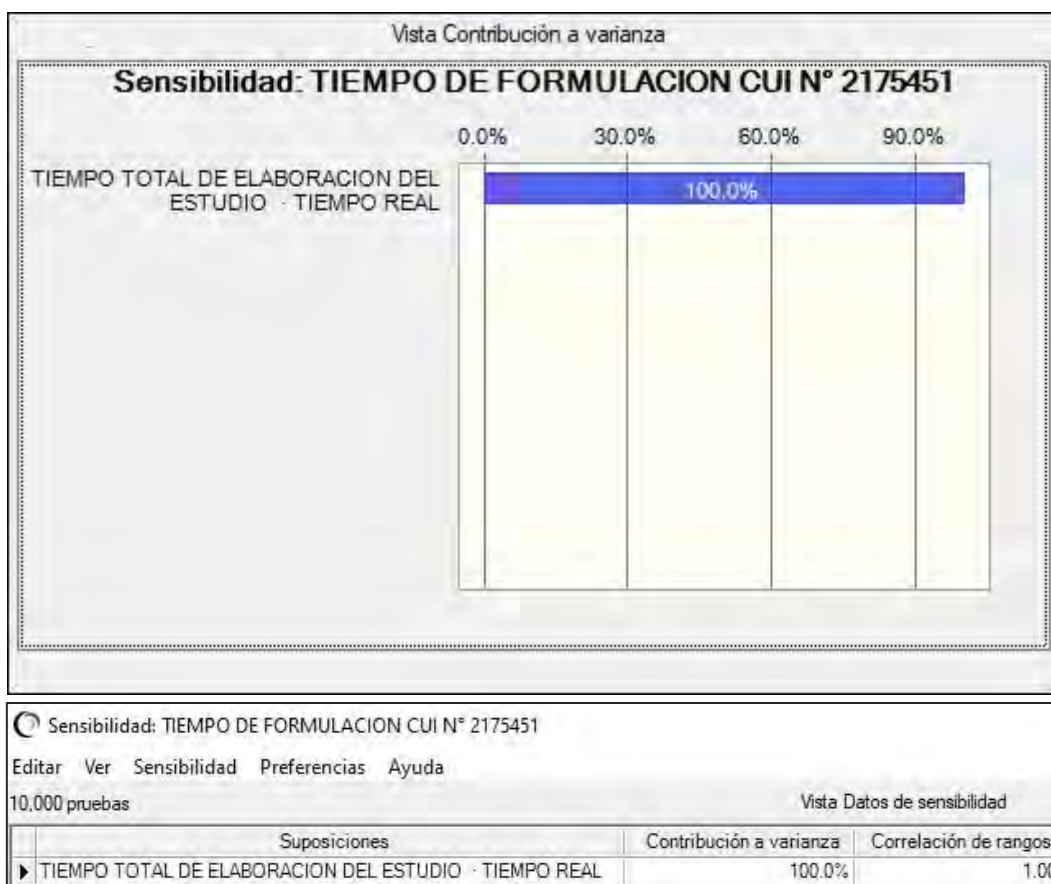 Vista Contribución a varianza
Sensibilidad: TIEMPO DE FORMULACION CUI N° 2175451
0.0% 30.0% 60.0% 90.0%
TIEMPO TOTAL DE ELABORACION DEL
ESTUDIO - TIEMPO REAL
100.0%
Sensibilidad: TIEMPO DE FORMULACION CUI N° 2175451
Editar Ver Sensibilidad Preferencias Ayuda
10,000 pruebas Vista Datos de sensibilidad
Suposiciones Contribución a varianza Correlación de rangos
TIEMPO TOTAL DE ELABORACION DEL ESTUDIO - TIEMPO REAL 100.0% 1.00